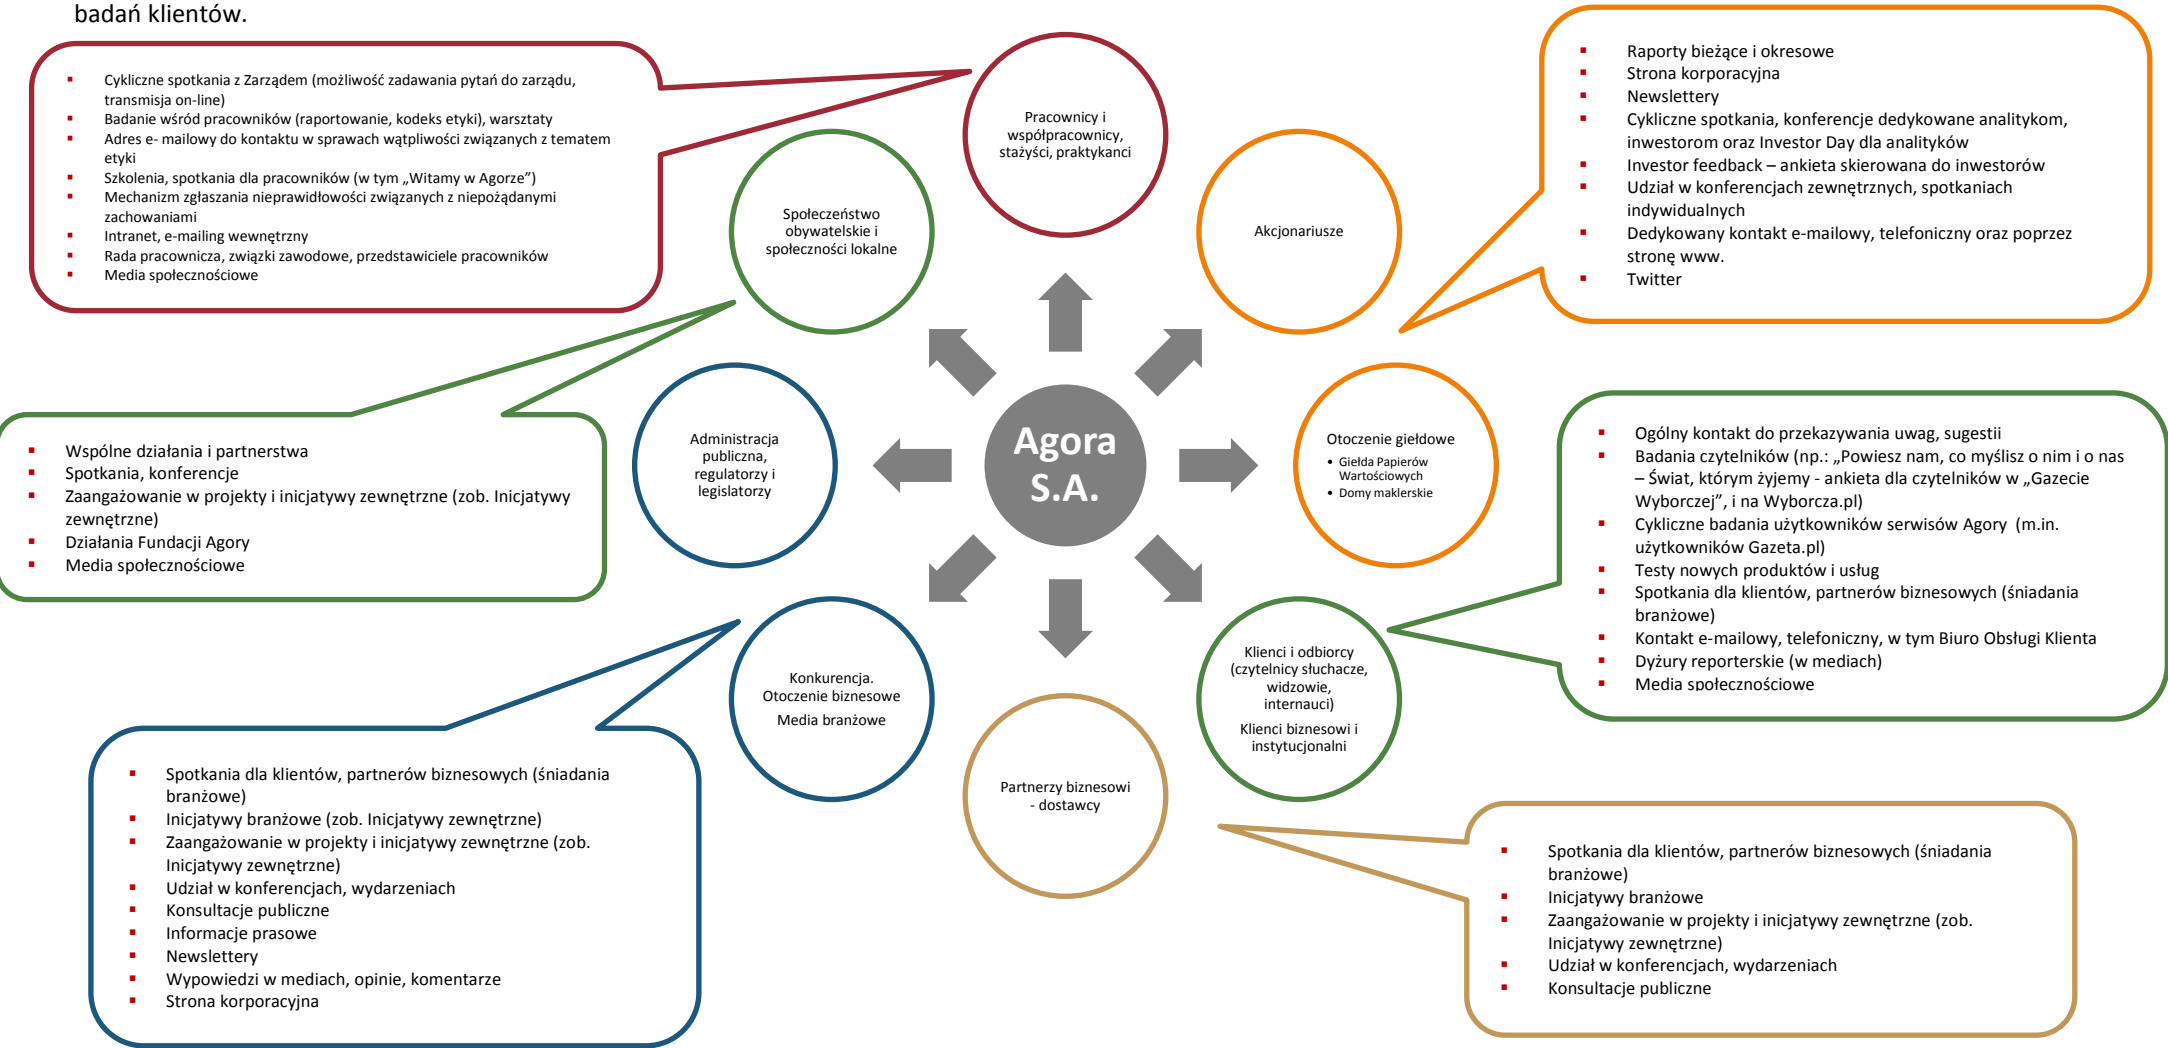 badań klientów.
Cykliczne spotkania z Zarządem (możliwość zadawania pytań do zarządu,
transmisja on-line)
Badanie wśród pracowników (raportowanie, kodeks etyki), warsztaty
Adres e- mailowy do kontaktu w sprawach wątpliwości związanych z tematem
etyki
Szkolenia, spotkania dla pracowników (w tym „Witamy w Agorze”)
Mechanizm zgłaszania nieprawidłowości związanych z niepożądanymi
zachowaniami
Intranet, e-mailing wewnętrzny
Rada pracownicza, związki zawodowe, przedstawiciele pracowników
Media społecznościowe
Pracownicy i
współpracownicy,
stażyści, praktykanci
Raporty bieżące i okresowe
Strona korporacyjna
Newslettery
Cykliczne spotkania, konferencje dedykowane analitykom,
inwestorom oraz Investor Day dla analityków
Investor feedback – ankieta skierowana do inwestorów
Udział w konferencjach zewnętrznych, spotkaniach
indywidualnych
Dedykowany kontakt e-mailowy, telefoniczny oraz poprzez
stronę www.
Twitter
Społeczeństwo
obywatelskie i
społeczności lokalne
Akcjonariusze
Wspólne działania i partnerstwa
Spotkania, konferencje
Zaangażowanie w projekty i inicjatywy zewnętrzne (zob. Inicjatywy
zewnętrzne)
Działania Fundacji Agory
Media społecznościowe
Administracja
publiczna,
regulatorzy i
legislatorzy
Agora
S.A.
Otoczenie giełdowe
• Giełda Papierów
Wartościowych
• Domy maklerskie
Ogólny kontakt do przekazywania uwag, sugestii
Badania czytelników (np.: „Powiesz nam, co myślisz o nim i o nas
– Świat, którym żyjemy - ankieta dla czytelników w „Gazecie
Wyborczej”, i na Wyborcza.pl)
Cykliczne badania użytkowników serwisów Agory (m.in.
użytkowników Gazeta.pl)
Testy nowych produktów i usług
Spotkania dla klientów, partnerów biznesowych (śniadania
branżowe)
Kontakt e-mailowy, telefoniczny, w tym Biuro Obsługi Klienta
Dyżury reporterskie (w mediach)
Media społecznościowe
Konkurencja.
Otoczenie biznesowe
Media branżowe
Klienci i odbiorcy
(czytelnicy słuchacze,
widzowie,
internauci)
Klienci biznesowi i
instytucjonalni
Partnerzy biznesowi
- dostawcy
Spotkania dla klientów, partnerów biznesowych (śniadania
branżowe)
Inicjatywy branżowe (zob. Inicjatywy zewnętrzne)
Zaangażowanie w projekty i inicjatywy zewnętrzne (zob.
Inicjatywy zewnętrzne)
Udział w konferencjach, wydarzeniach
Konsultacje publiczne
Informacje prasowe
Newslettery
Wypowiedzi w mediach, opinie, komentarze
Strona korporacyjna
Spotkania dla klientów, partnerów biznesowych (śniadania
branżowe)
Inicjatywy branżowe
Zaangażowanie w projekty i inicjatywy zewnętrzne (zob.
Inicjatywy zewnętrzne)
Udział w konferencjach, wydarzeniach
Konsultacje publiczne